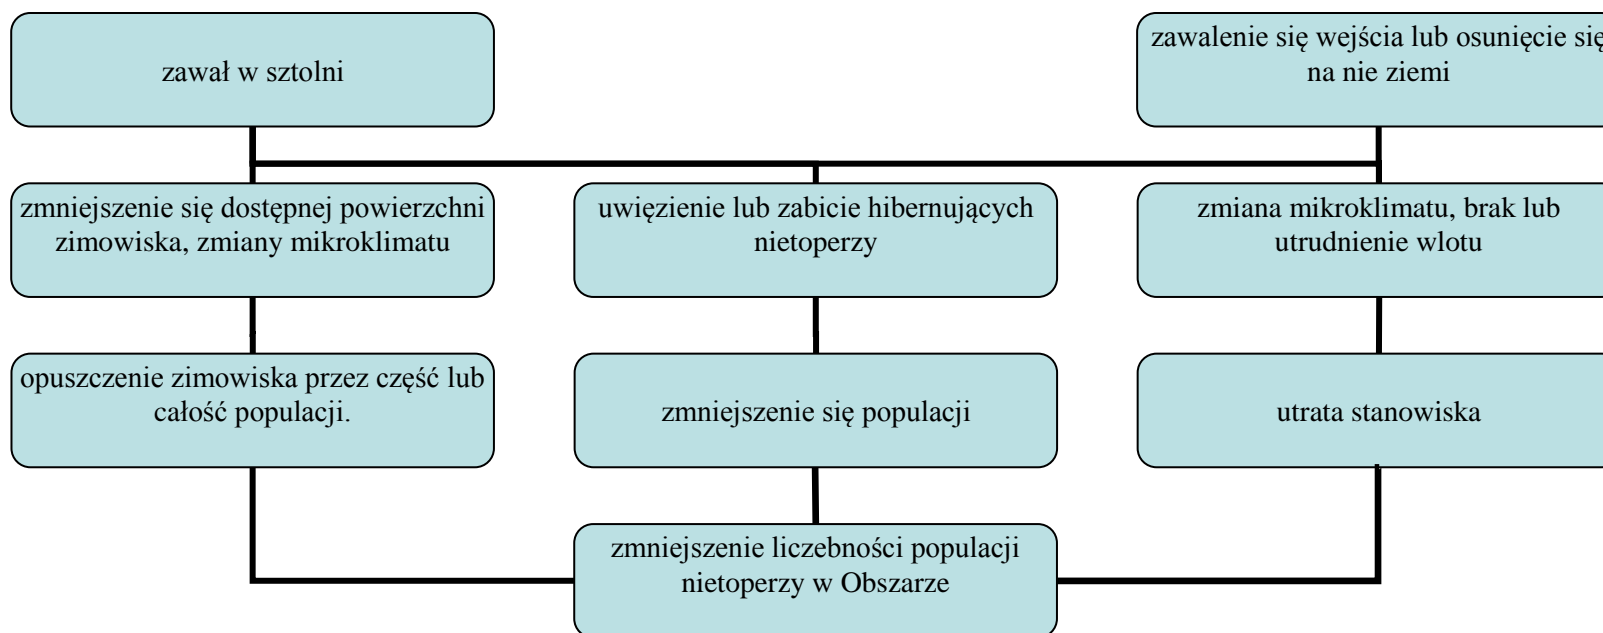 zawał w sztolni
zawalenie się wejścia lub osunięcie się
na nie ziemi
zmniejszenie się dostępnej powierzchni
zimowiska, zmiany mikroklimatu
uwięzienie lub zabicie hibernujących
nietoperzy
zmiana mikroklimatu, brak lub
utrudnienie wlotu
opuszczenie zimowiska przez część lub
całość populacji.
zmniejszenie się populacji
utrata stanowiska
zmniejszenie liczebności populacji
nietoperzy w Obszarze